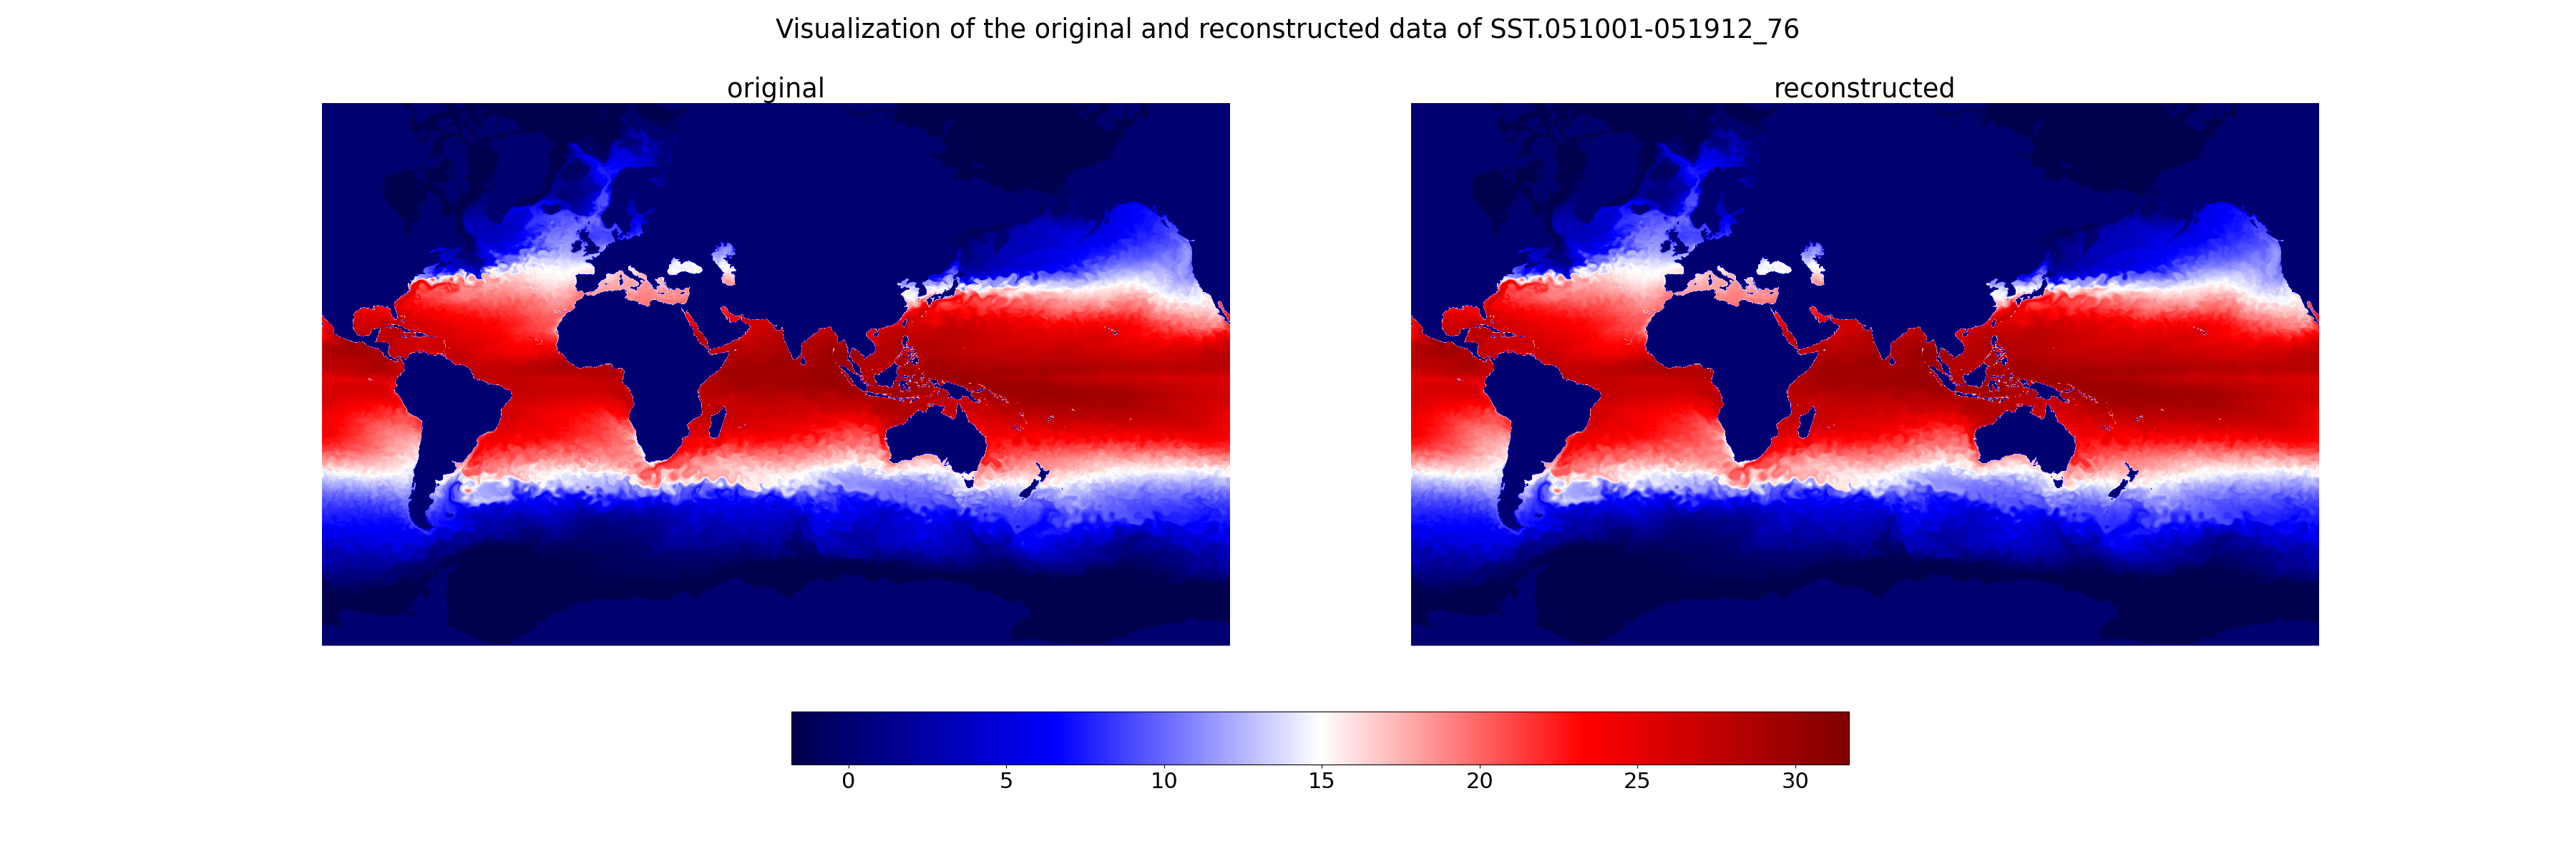 Visualization of the original and reconstructed data of SST.051001-051912_76
original
reconstructed
0 5 10 15 20 25 30